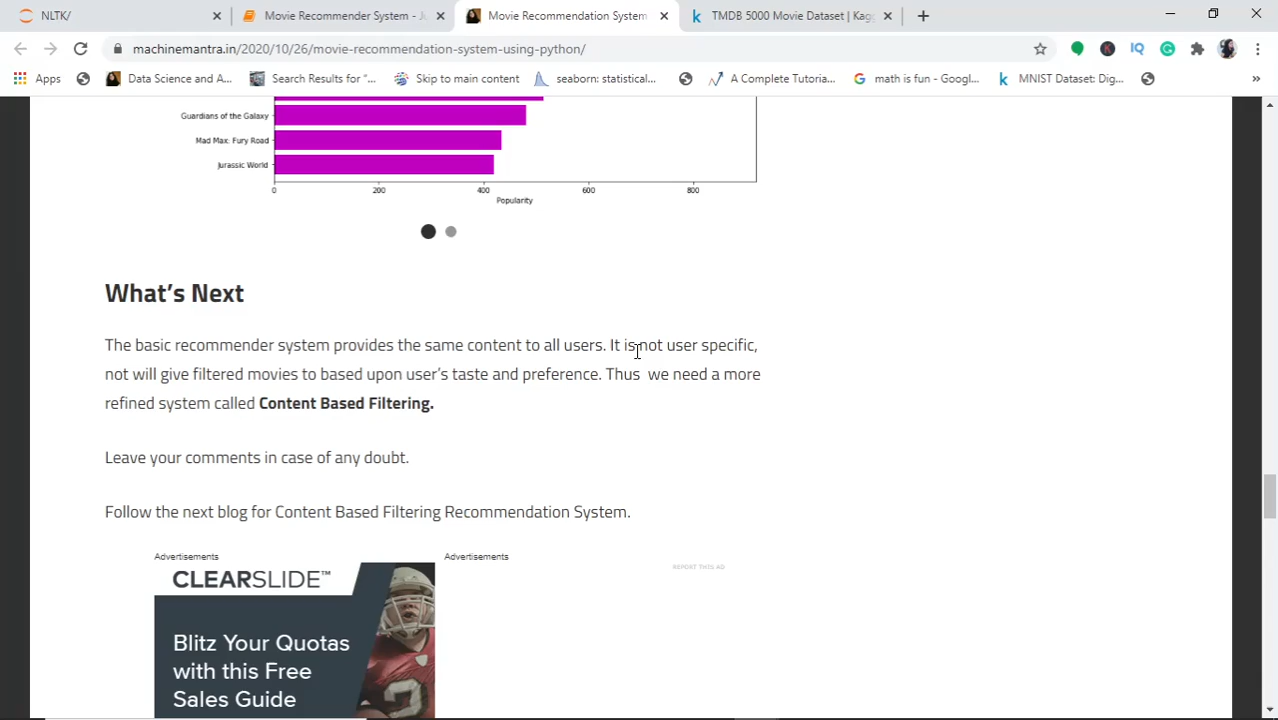 NLTK/
Movie Recommender System - Ju
Movie Recommendation System
TMDB 5000 Movie Dataset | Kagg
machinemantra.in/2020/10/26/movie-recommendation-system-using-python/
Apps
Data Science and A...
Search Results for "...
Skip to main content
seaborn: statistical...
A Complete Tutoria...
math is fun - Googl...
MNIST Dataset: Dig...
Guardians of the Galaxy
Mad Max: Fury Road
Jurassic World
0 200 400 600 800
Popularity
What's Next
The basic recommender system provides the same content to all users. It is not user specific,
not will give filtered movies to based upon user's taste and preference. Thus we need a more
refined system called Content Based Filtering.
Leave your comments in case of any doubt.
Follow the next blog for Content Based Filtering Recommendation System.
Advertisements Advertisements
REPORT THIS AD
CLEARSLIDE™
Blitz Your Quotas
with this Free
Sales Guide